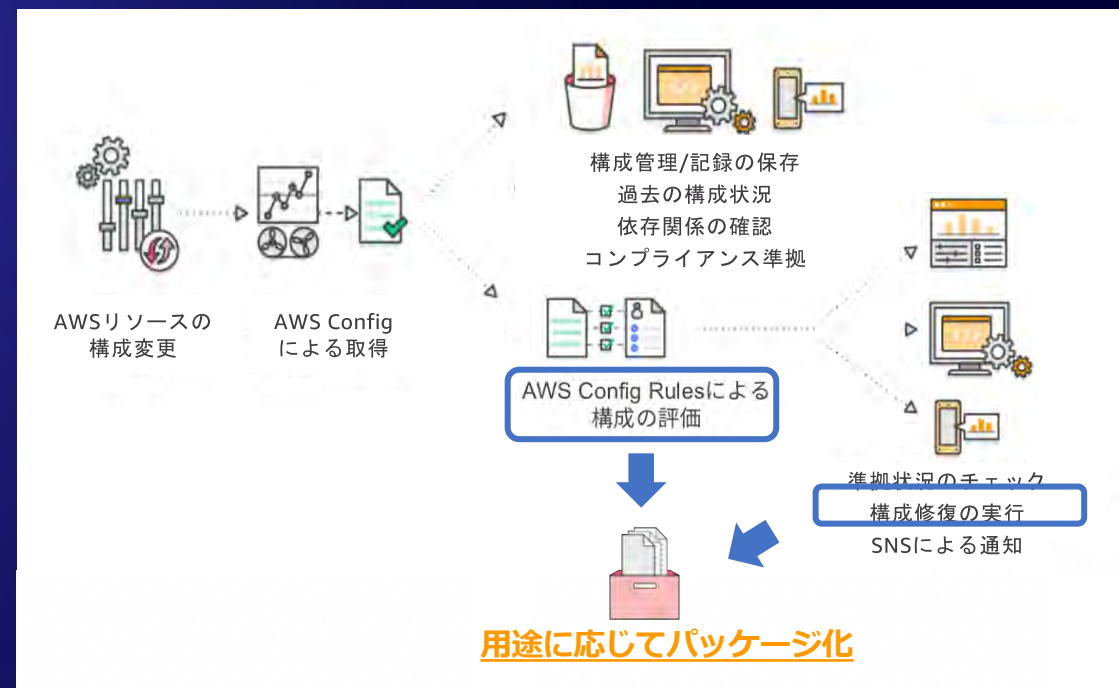 構成管理/記録の保存
過去の構成状況
依存関係の確認
コンプライアンス準拠
AWSリソースの
構成変更
AWS Config
による取得
AWS Config Rulesによる
構成の評価
準拠状況のチェック
構成修復の実行
SNSによる通知
用途に応じてパッケージ化